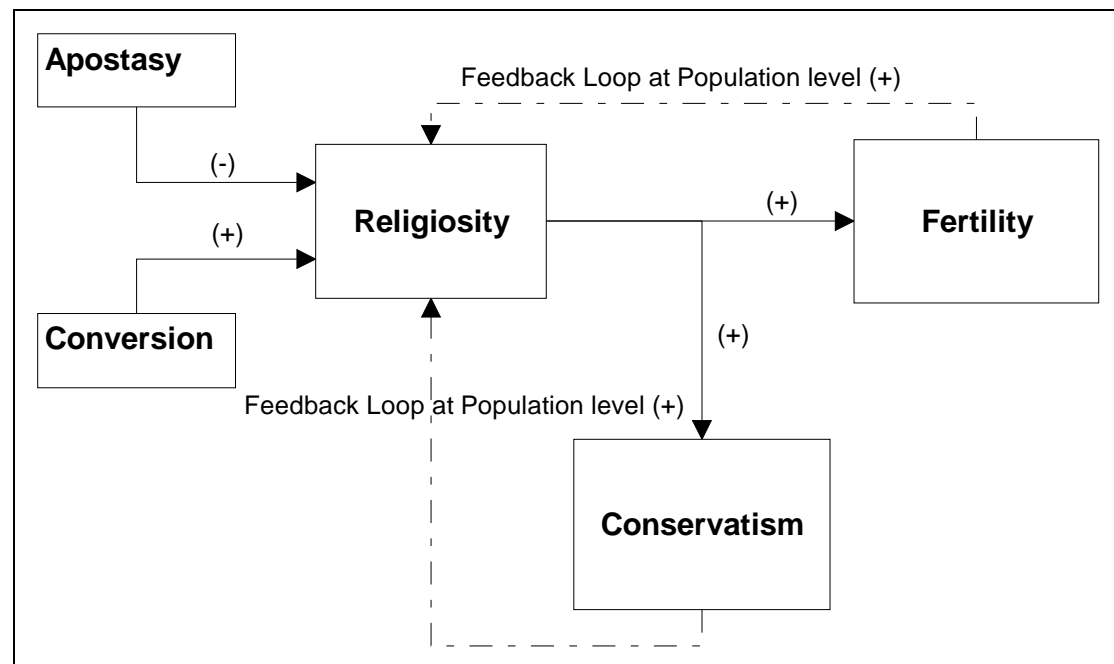 Apostasy
Feedback Loop at Population level (+)
(-)
Religiosity
(+)
Fertility
(+)
Conversion
(+)
Feedback Loop at Population level (+)
Conservatism